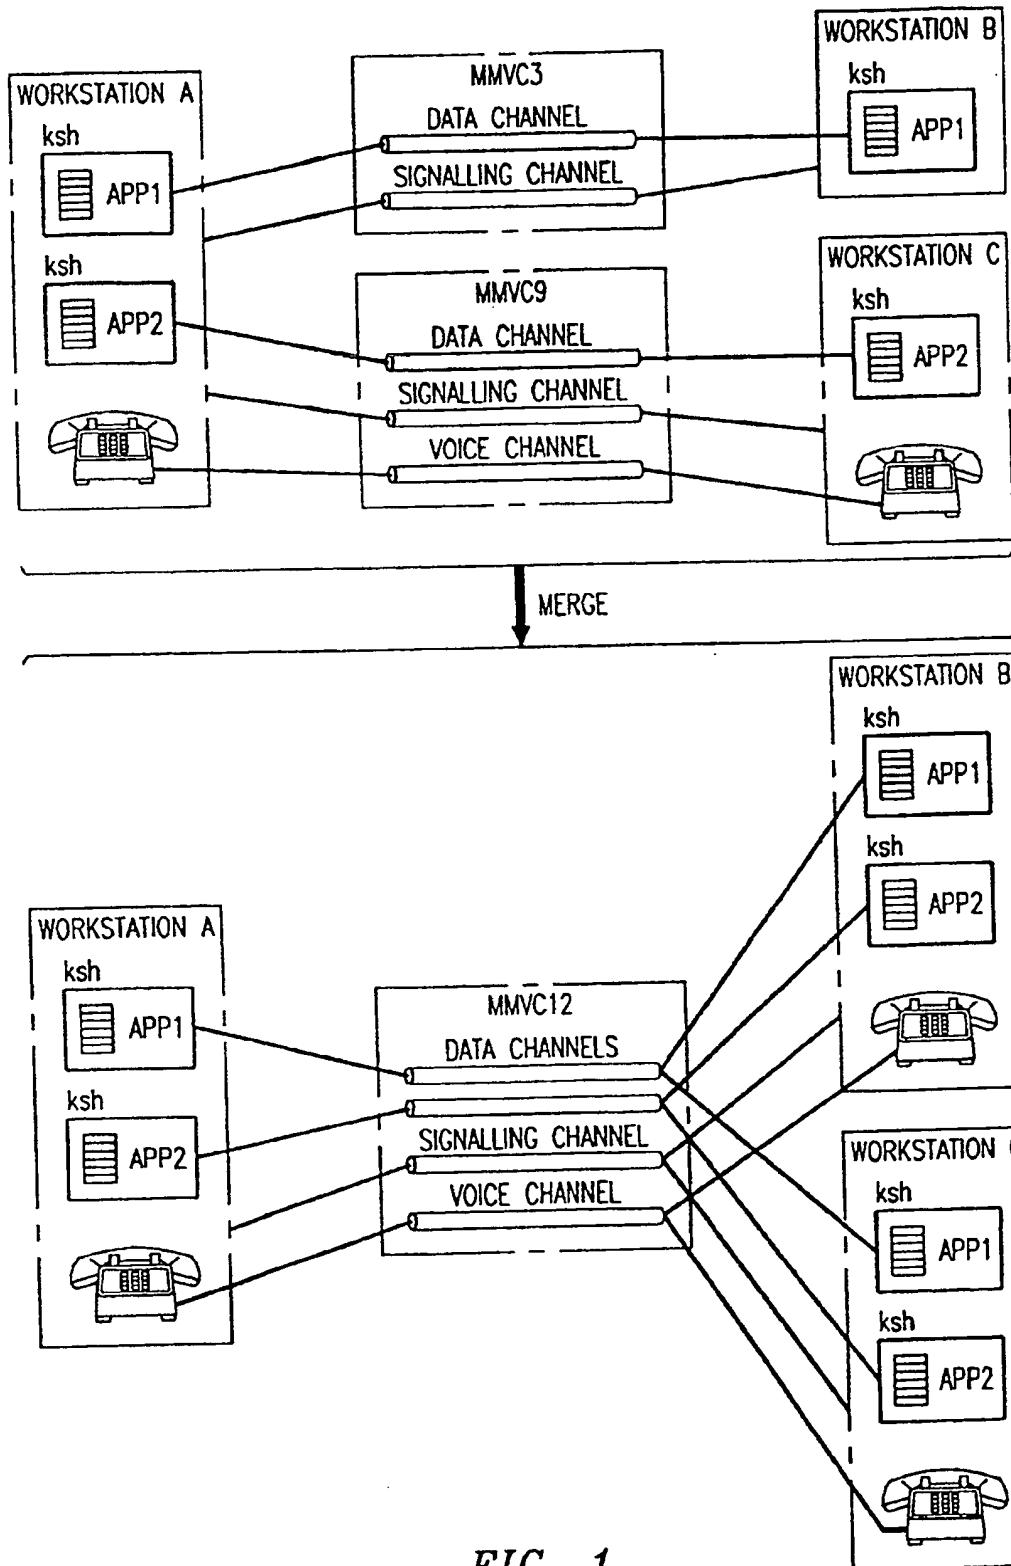 WORKSTATION A
ksh
APP1
ksh
APP2
MMVC3
DATA CHANNEL
SIGNALLING CHANNEL
MMVC9
DATA CHANNEL
SIGNALLING CHANNEL
VOICE CHANNEL
WORKSTATION B
ksh
APP1
WORKSTATION C
ksh
APP2
MERGE
WORKSTATION A
ksh
APP1
ksh
APP2
MMVC12
DATA CHANNELS
SIGNALLING CHANNEL
VOICE CHANNEL
WORKSTATION B
ksh
APP1
ksh
APP2
WORKSTATION
ksh
APP1
ksh
APP2
FIG. 1